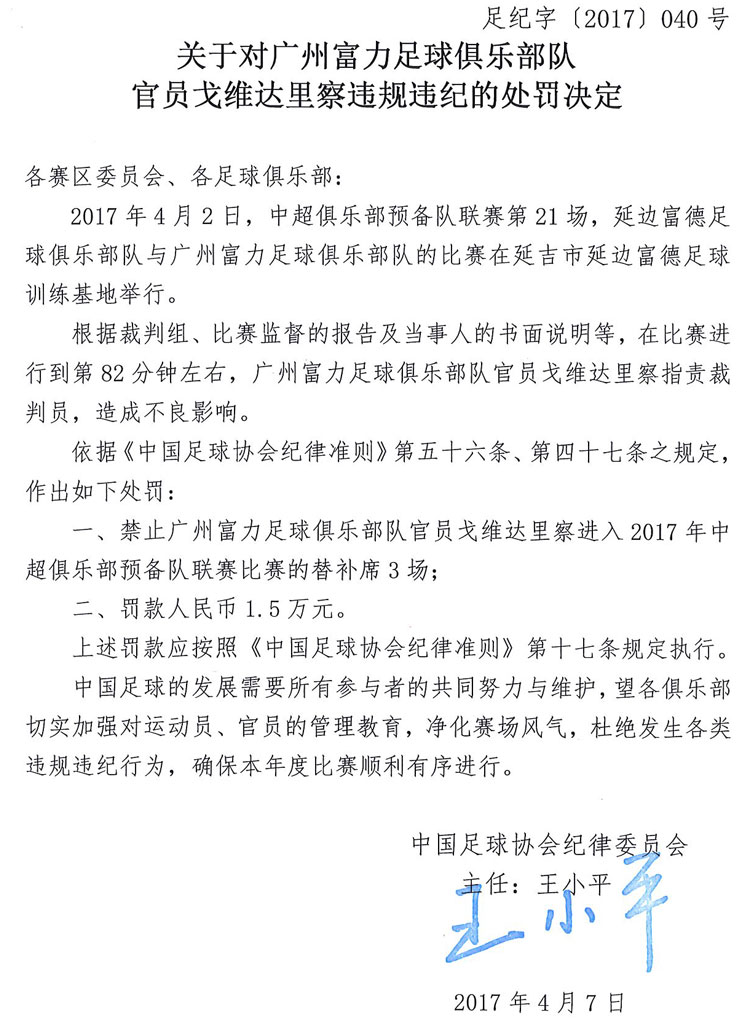 足纪字〔2017〕040号
关于对广州富力足球俱乐部队
官员戈维达里察违规违纪的处罚决定
各赛区委员会、各足球俱乐部：
2017年4月2日，中超俱乐部预备队联赛第21场，延边富德足
球俱乐部队与广州富力足球俱乐部队的比赛在延吉市延边富德足球
训练基地举行。
根据裁判组、比赛监督的报告及当事人的书面说明等，在比赛进
行到第82分钟左右，广州富力足球俱乐部队官员戈维达里察指责裁
判员，造成不良影响。
依据《中国足球协会纪律准则》第五十六条、第四十七条之规定，
作出如下处罚：
一、禁止广州富力足球俱乐部队官员戈维达里察进入2017年中
超俱乐部预备队联赛比赛的替补席3场；
二、罚款人民币1.5万元。
上述罚款应按照《中国足球协会纪律准则》第十七条规定执行。
中国足球的发展需要所有参与者的共同努力与维护，望各俱乐部
切实加强对运动员、官员的管理教育，净化赛场风气，杜绝发生各类
违规违纪行为，确保本年度比赛顺利有序进行。
中国足球协会纪律委员会
主任：王小平
王小平
2017年4月7日